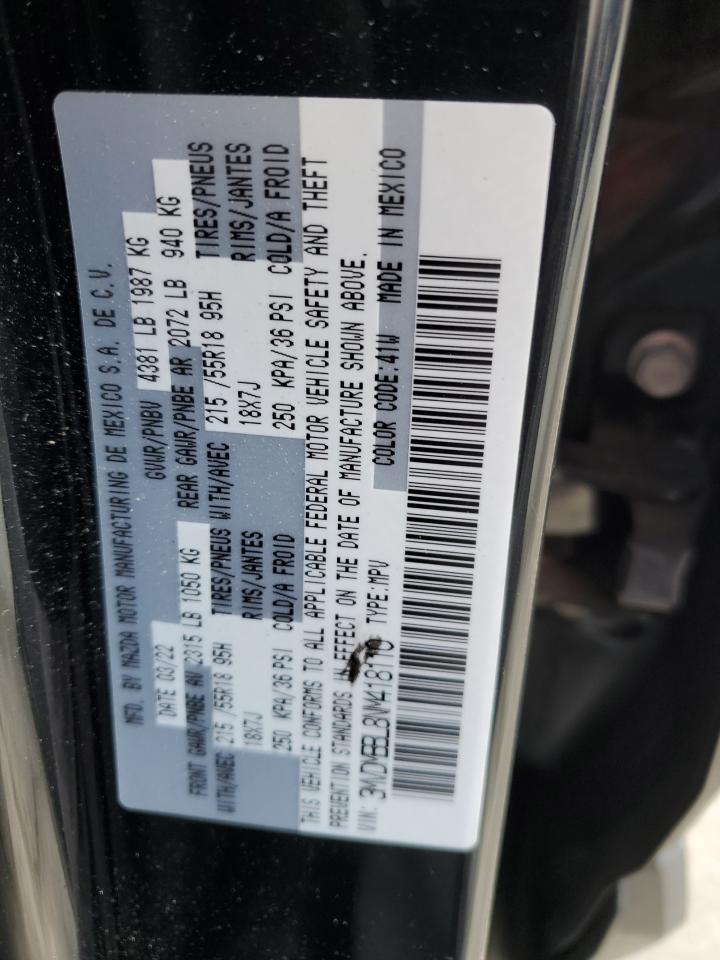 MFD. BY MAZDA MOTOR MANUFACTURING DE MEXICO S.A. DE C.V.
DATE 03/22 GVWR/PNBV 4381 LB 1987 KG
FRONT GAWR/PNBE AV 2315 LB 1050 KG REAR GAWR/PNBE AR 2072 LB 940 KG
WITH/AVEC 215 /55R18 95H TIRES/PNEUS WITH/AVEC 215 /55R18 95H TIRES/PNEUS
18X7J RIMS/JANTES 18X7J RIMS/JANTES
250 KPA/36 PSI COLD/A FROID 250 KPA/36 PSI COLD/A FROID
THIS VEHICLE CONFORMS TO ALL APPLICABLE FEDERAL MOTOR VEHICLE SAFETY AND THEFT
PREVENTION STANDARDS IN EFFECT ON THE DATE OF MANUFACTURE SHOWN ABOVE.
VIN: 3MVDMBBL8NM418110 TYPE:MPV COLOR CODE:41W MADE IN MEXICO